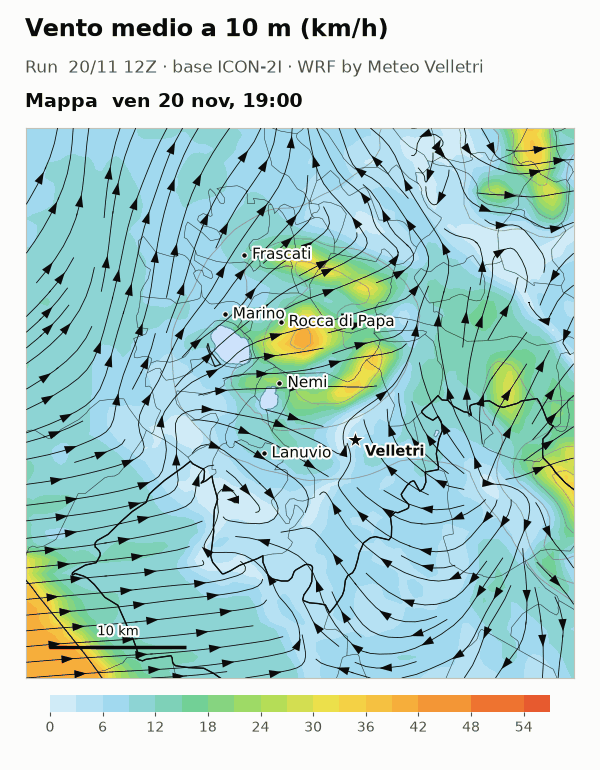 Vento medio a 10 m (km/h)
Run 20/11 12Z · base ICON-2I · WRF by Meteo Velletri
Mappa ven 20 nov, 19:00
Frascati
Marino
Rocca di Papa
Nemi
Velletri
Lanuvio
10 km
0 6 12 18 24 30 36 42 48 54